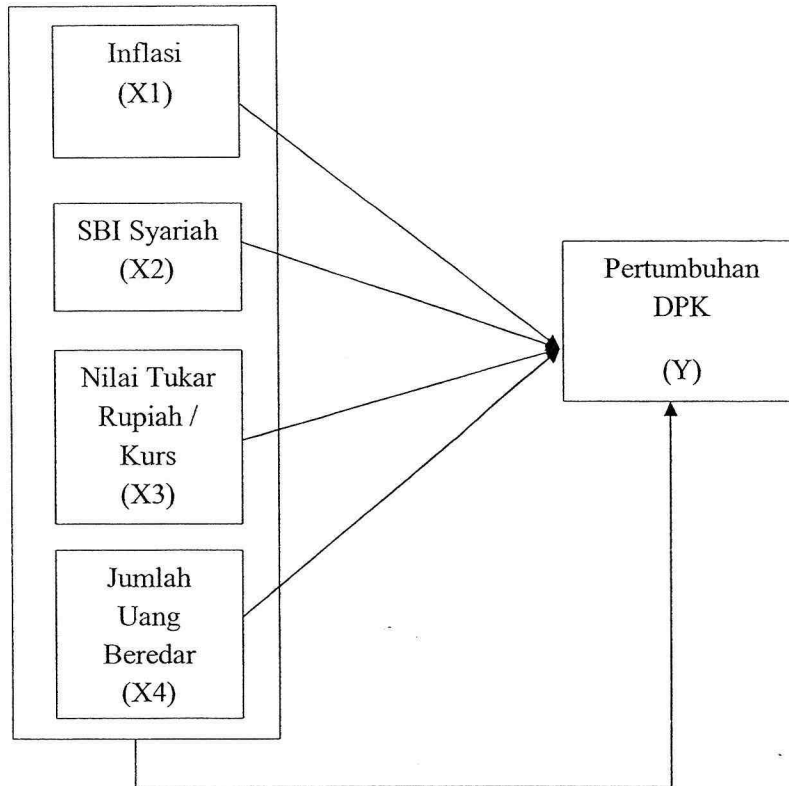 Inflasi
(X1)
SBI Syariah
(X2)
Nilai Tukar
Rupiah /
Kurs
(X3)
Jumlah
Uang
Beredar
(X4)
Pertumbuhan
DPK
(Y)